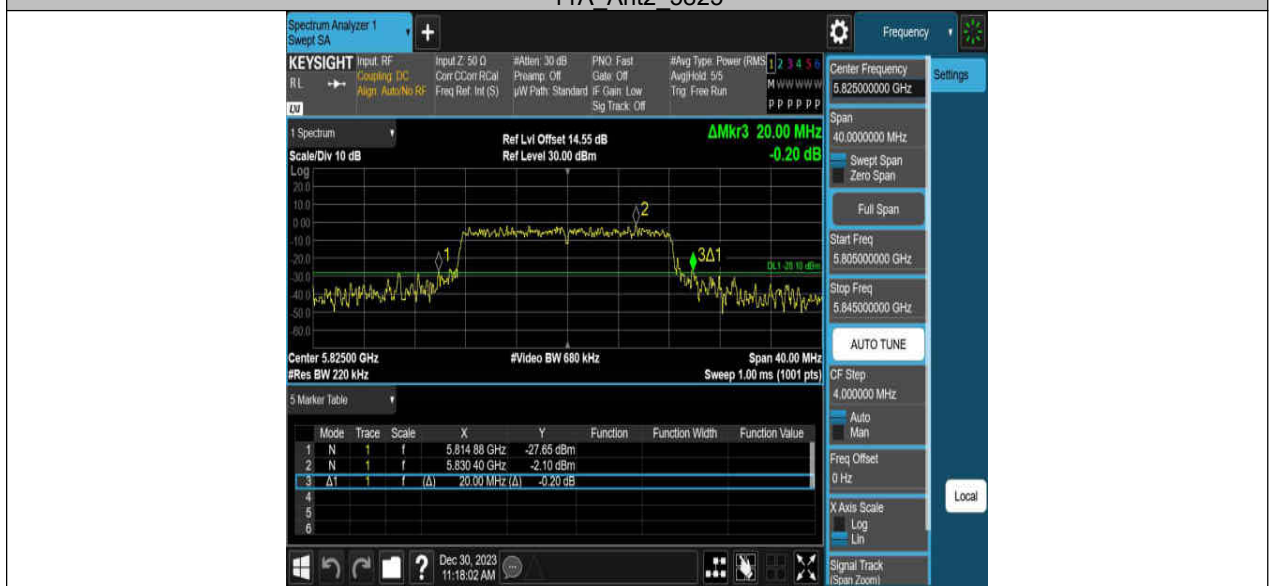 11A_Ant2_5825
Spectrum Analyzer 1
Swept SA
+
Frequency
KEYSIGHT
RL
LXI
Input: RF
Coupling: DC
Align: Auto/No RF
Input Z: 50 Ω
Corr CCorr RCal
Freq Ref: Int (S)
#Atten: 30 dB
Preamp: Off
µW Path: Standard
PNO: Fast
Gate: Off
IF Gain: Low
Sig Track: Off
#Avg Type: Power (RMS
Avg|Hold: 5/5
Trig: Free Run
1 2 3 4 5 6
M W W W W W
P P P P P P
Center Frequency
5.825000000 GHz
Settings
Span
40.0000000 MHz
Swept Span
Zero Span
Full Span
Start Freq
5.805000000 GHz
Stop Freq
5.845000000 GHz
AUTO TUNE
CF Step
4.000000 MHz
Auto
Man
Freq Offset
0 Hz
X Axis Scale
Log
Lin
Signal Track
(Span Zoom)
Local
1 Spectrum
Scale/Div 10 dB
Log
Ref Lvl Offset 14.55 dB
Ref Level 30.00 dBm
ΔMkr3 20.00 MHz
-0.20 dB
20.0
10.0
0.00
-10.0
-20.0
-30.0
-40.0
-50.0
-60.0
1
2
3Δ1
DL1 -28.10 dBm
Center 5.82500 GHz
#Res BW 220 kHz
#Video BW 680 kHz
Span 40.00 MHz
Sweep 1.00 ms (1001 pts)
5 Marker Table
Mode Trace Scale X Y Function Function Width Function Value
1 N 1 f 5.814 88 GHz -27.65 dBm
2 N 1 f 5.830 40 GHz -2.10 dBm
3 Δ1 1 f (Δ) 20.00 MHz (Δ) -0.20 dB
4
5
6
?
Dec 30, 2023
11:18:02 AM